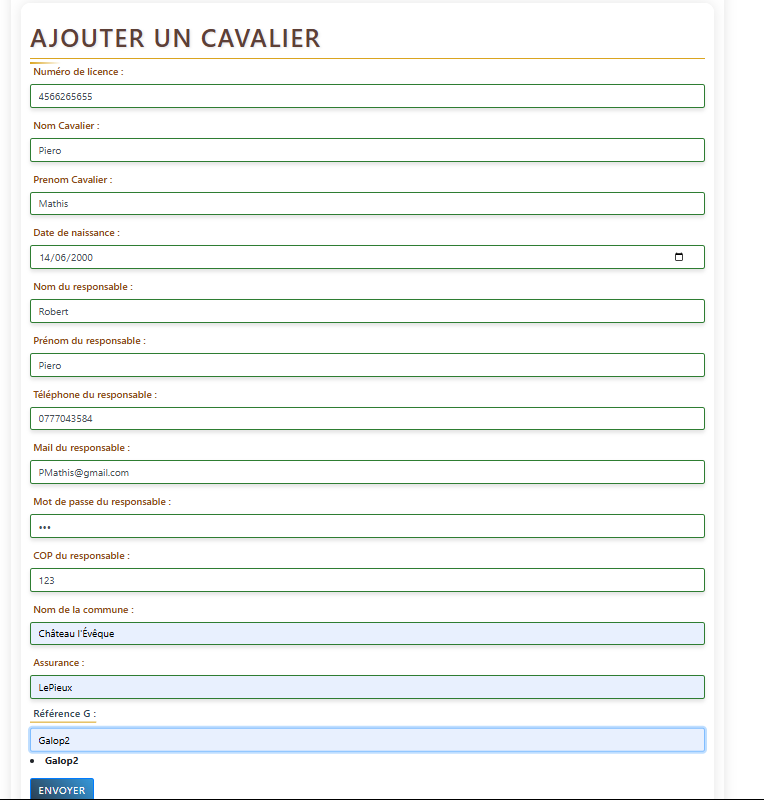 AJOUTER UN CAVALIER
Numéro de licence :
4566265655
Nom Cavalier :
Piero
Prenom Cavalier :
Mathis
Date de naissance :
14/06/2000
Nom du responsable :
Robert
Prénom du responsable :
Piero
Téléphone du responsable :
0777043584
Mail du responsable :
PMathis@gmail.com
Mot de passe du responsable :
•••
COP du responsable :
123
Nom de la commune :
Château l'Évêque
Assurance :
LePieux
Référence G :
Galop2
• Galop2
ENVOYER